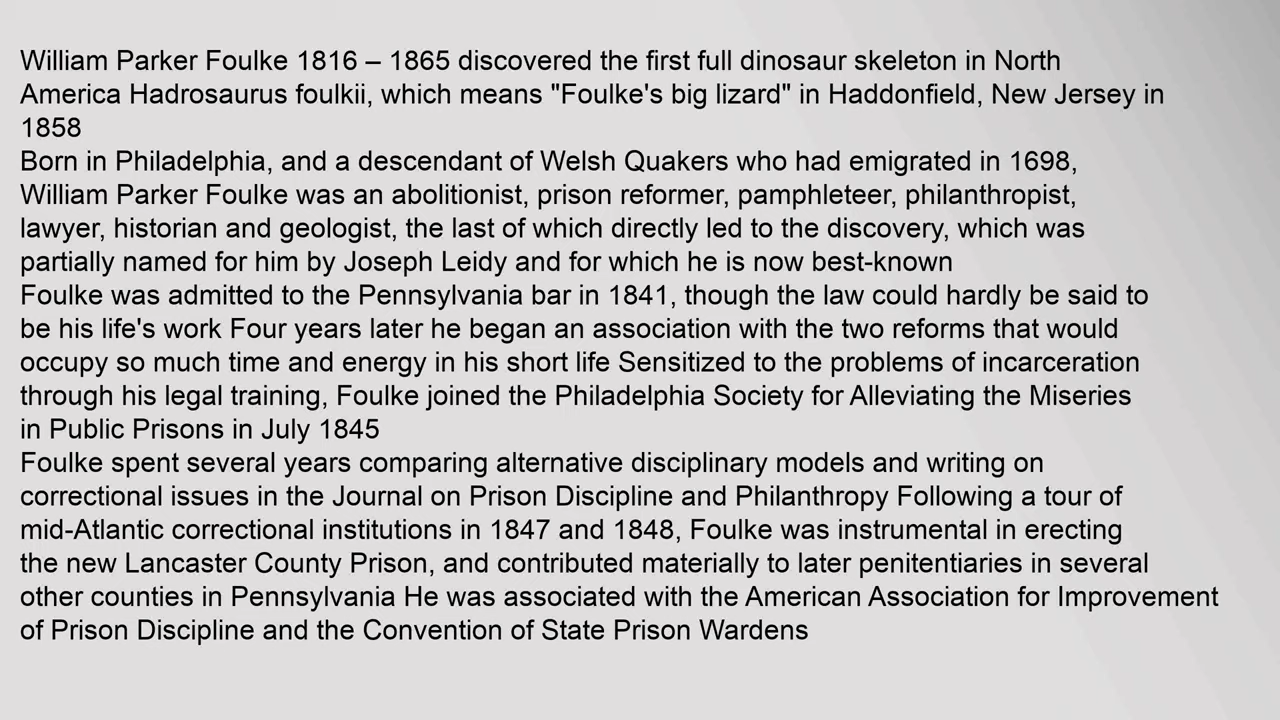 William Parker Foulke 1816 – 1865 discovered the first full dinosaur skeleton in North
America Hadrosaurus foulkii, which means "Foulke's big lizard" in Haddonfield, New Jersey in
1858
Born in Philadelphia, and a descendant of Welsh Quakers who had emigrated in 1698,
William Parker Foulke was an abolitionist, prison reformer, pamphleteer, philanthropist,
lawyer, historian and geologist, the last of which directly led to the discovery, which was
partially named for him by Joseph Leidy and for which he is now best-known
Foulke was admitted to the Pennsylvania bar in 1841, though the law could hardly be said to
be his life's work Four years later he began an association with the two reforms that would
occupy so much time and energy in his short life Sensitized to the problems of incarceration
through his legal training, Foulke joined the Philadelphia Society for Alleviating the Miseries
in Public Prisons in July 1845
Foulke spent several years comparing alternative disciplinary models and writing on
correctional issues in the Journal on Prison Discipline and Philanthropy Following a tour of
mid-Atlantic correctional institutions in 1847 and 1848, Foulke was instrumental in erecting
the new Lancaster County Prison, and contributed materially to later penitentiaries in several
other counties in Pennsylvania He was associated with the American Association for Improvement
of Prison Discipline and the Convention of State Prison Wardens